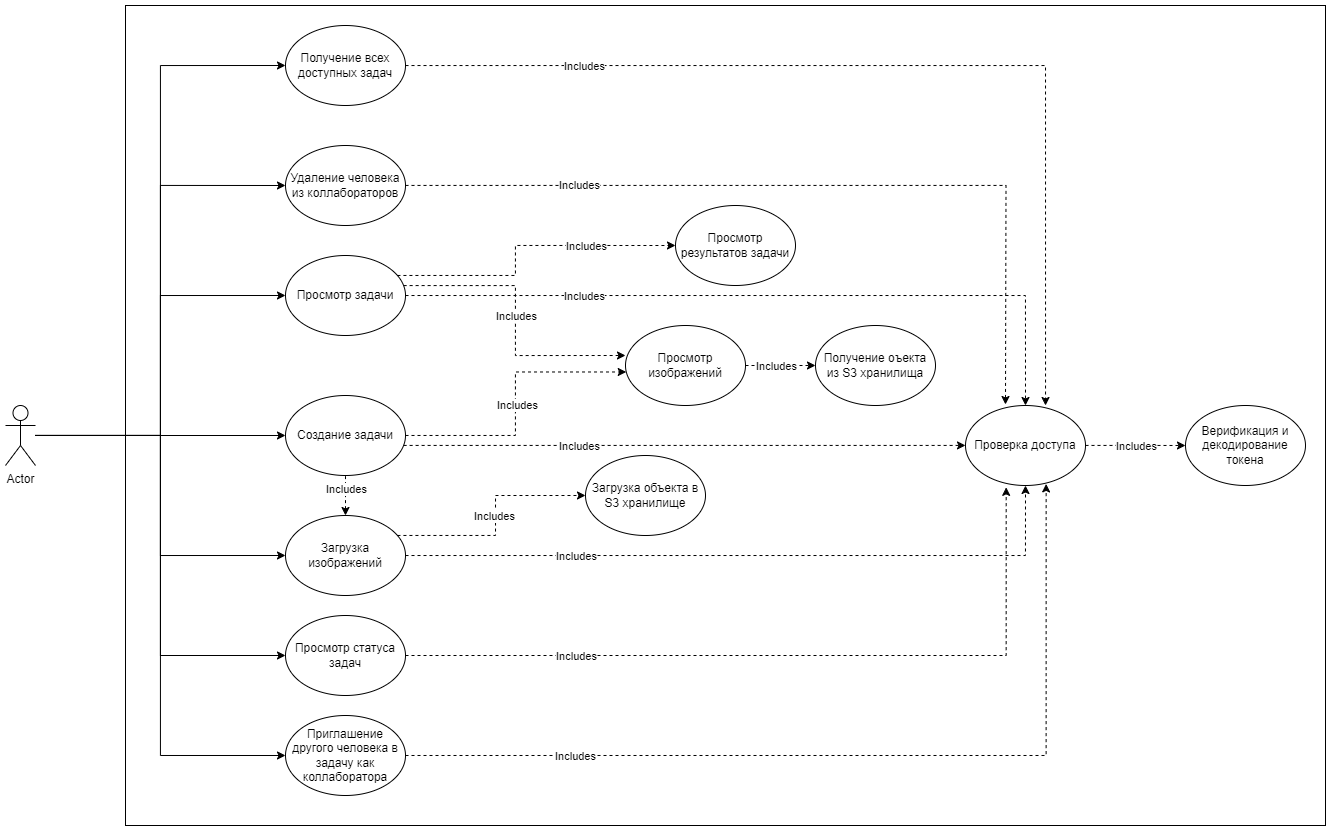 Получение всех
доступных задач
Includes
Удаление человека
из коллабораторов
Includes
Просмотр
результатов задачи
Includes
Просмотр задачи
Includes
Includes
Просмотр
изображений
Includes
Получение оъекта
из S3 хранилища
Includes
Actor
Создание задачи
Includes
Проверка доступа
Includes
Верификация и
декодирование
токена
Includes
Загрузка объекта в
S3 хранилище
Includes
Загрузка
изображений
Includes
Просмотр статуса
задач
Includes
Приглашение
другого человека в
задачу как
коллаборатора
Includes